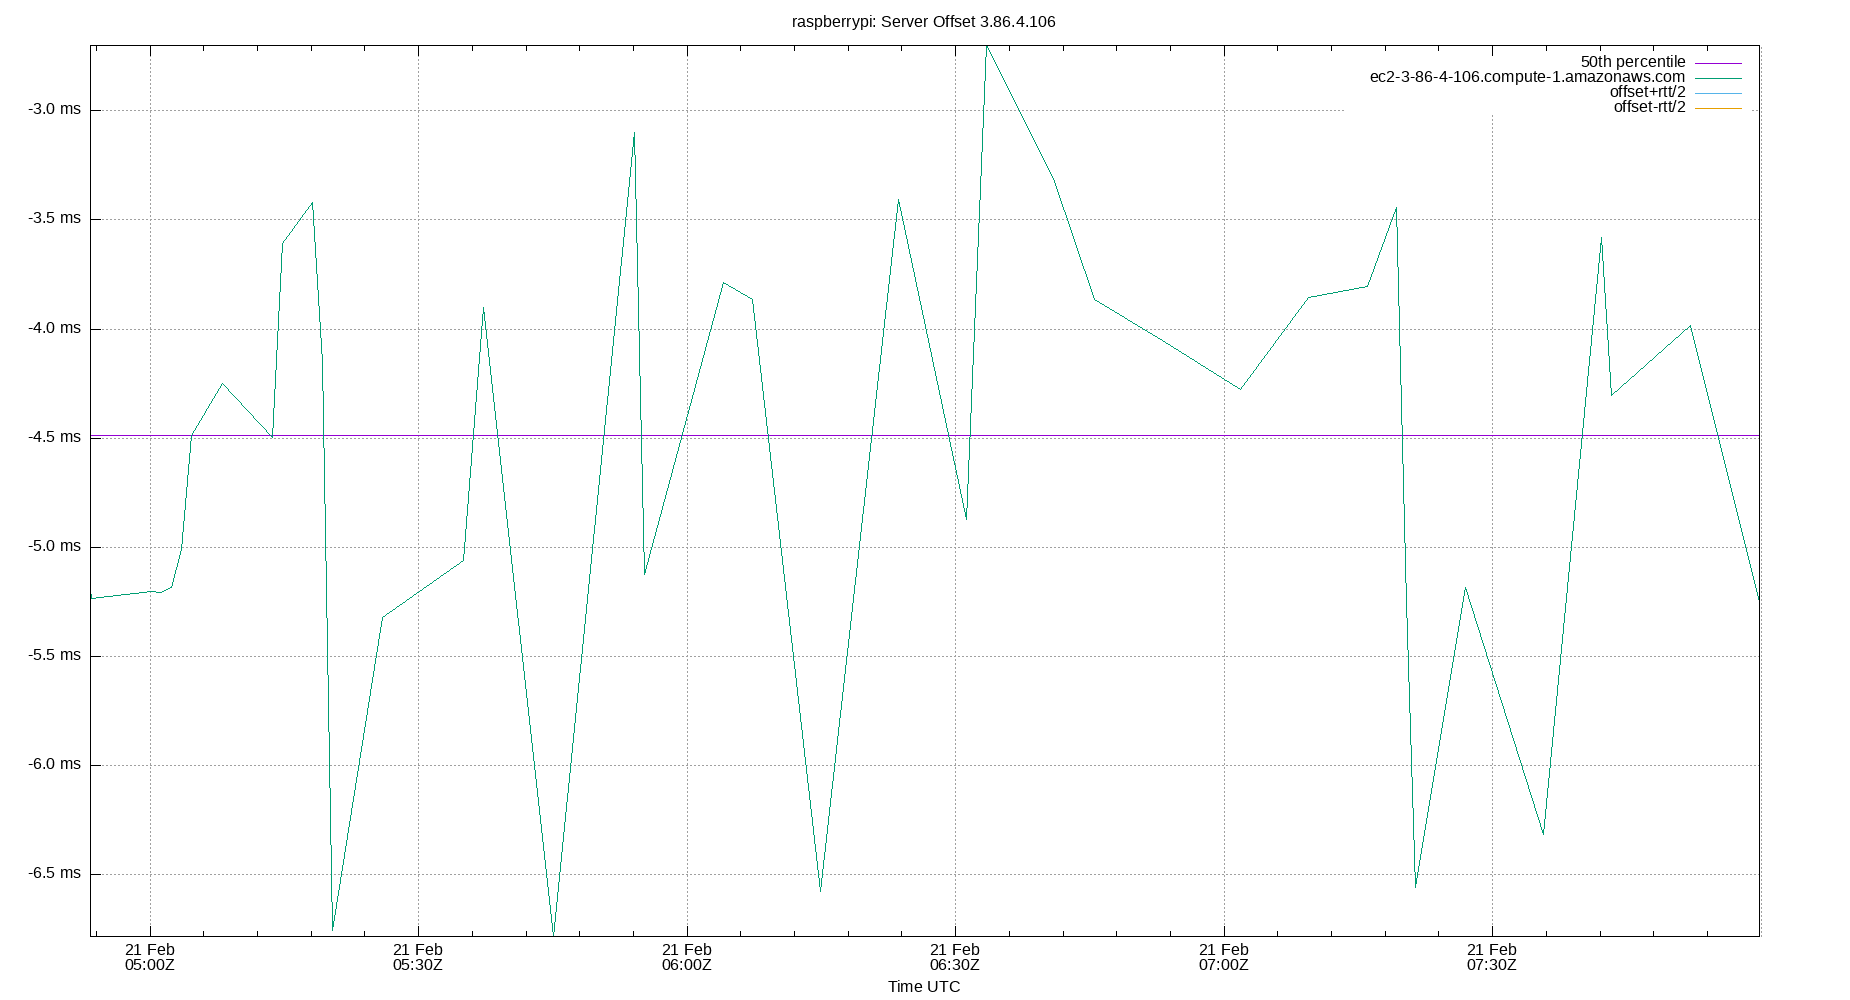 raspberrypi: Server Offset 3.86.4.106
50th percentile
ec2-3-86-4-106.compute-1.amazonaws.com
offset+rtt/2
offset-rtt/2
-3.0 ms
-3.5 ms
-4.0 ms
-4.5 ms
-5.0 ms
-5.5 ms
-6.0 ms
-6.5 ms
21 Feb 21 Feb 21 Feb 21 Feb 21 Feb 21 Feb
05:00Z 05:30Z 06:00Z 06:30Z 07:00Z 07:30Z
Time UTC